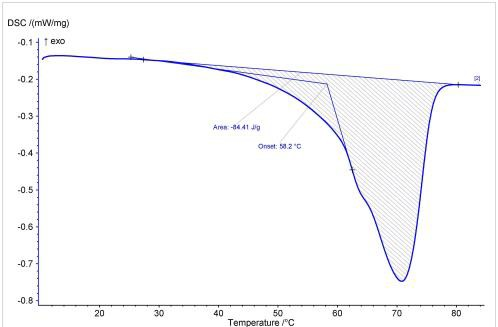 DSC /(mW/mg)
↑ exo
-0.1
-0.2
-0.3
-0.4
-0.5
-0.6
-0.7
-0.8
[2]
Area: -84.41 J/g
Onset: 58.2 °C
20 30 40 50 60 70 80
Temperature /°C